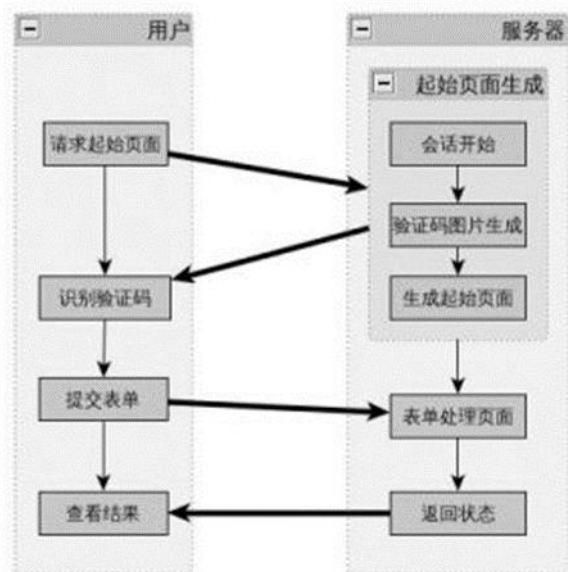 用户
请求起始页面
识别验证码
提交表单
查看结果
服务器
起始页面生成
会话开始
验证码图片生成
生成起始页面
表单处理页面
返回状态